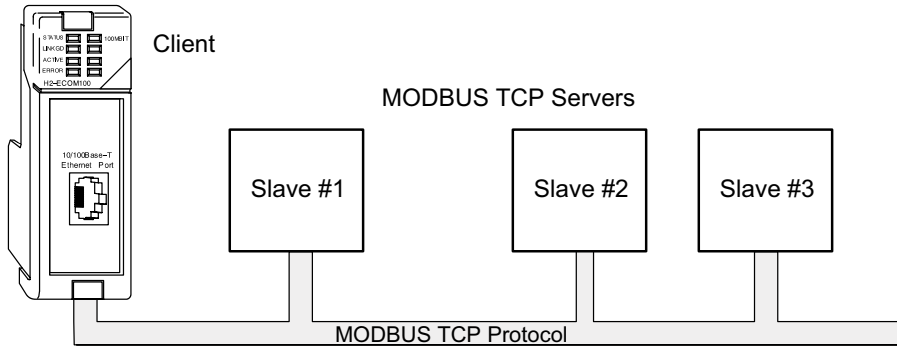 STATUS 100MBIT
LINKGD
ACTIVE
ERROR
H2-ECOM100
Client
MODBUS TCP Servers
10/100Base-T
Ethernet Port
Slave #1
Slave #2
Slave #3
MODBUS TCP Protocol